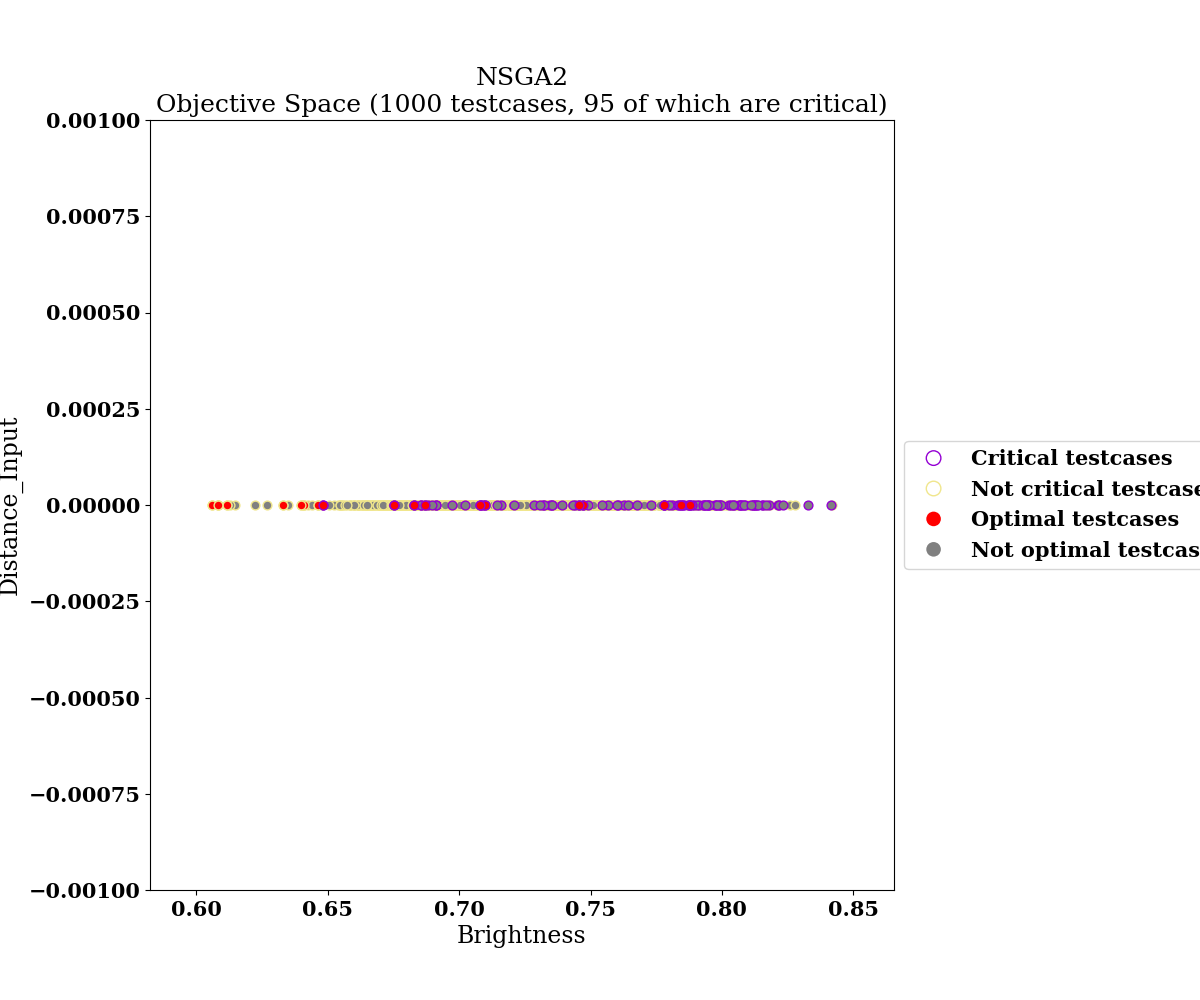 NSGA2
Objective Space (1000 testcases, 95 of which are critical)
0.00100
0.00075
0.00050
0.00025
0.00000
−0.00025
−0.00050
−0.00075
−0.00100
Distance_Input
0.60 0.65 0.70 0.75 0.80 0.85
Brightness
Critical testcases
Not critical testcase
Optimal testcases
Not optimal testcas